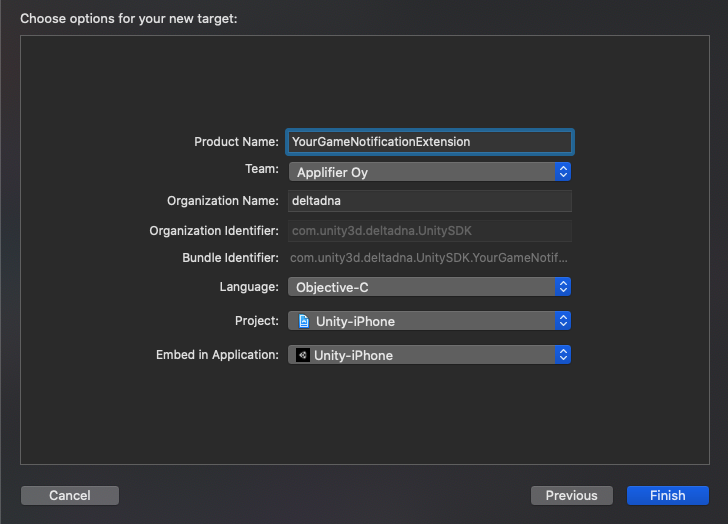 Choose options for your new target:
Product Name: YourGameNotificationExtension
Team: Applifier Oy
Organization Name: deltadna
Organization Identifier: com.unity3d.deltadna.UnitySDK
Bundle Identifier: com.unity3d.deltadna.UnitySDK.YourGameNotif...
Language: Objective-C
Project: Unity-iPhone
Embed in Application: Unity-iPhone
Cancel Previous Finish